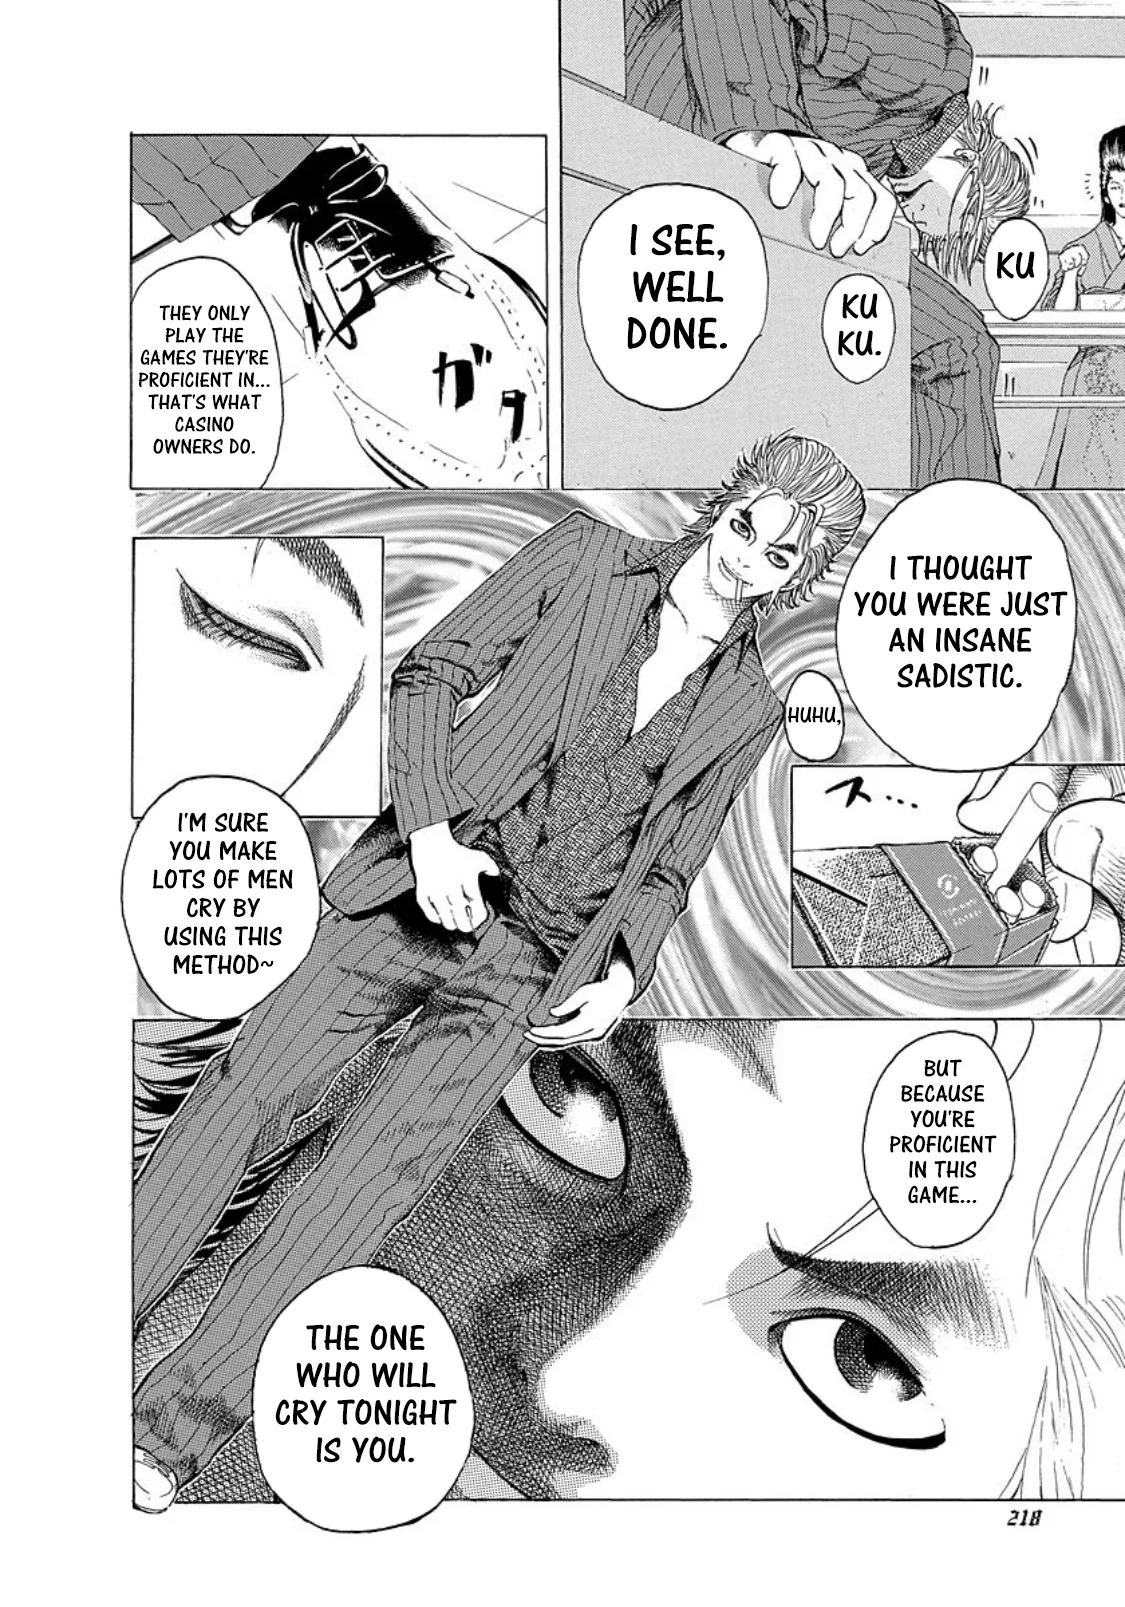 KU
KU
KU.
I SEE,
WELL
DONE.
THEY ONLY
PLAY THE
GAMES THEY'RE
PROFICIENT IN...
THAT'S WHAT
CASINO
OWNERS DO.
ガタ
I THOUGHT
YOU WERE JUST
AN INSANE
SADISTIC.
HUHU,
ス...
I'M SURE
YOU MAKE
LOTS OF MEN
CRY BY
USING THIS
METHOD~
BUT
BECAUSE
YOU'RE
PROFICIENT
IN THIS
GAME...
THE ONE
WHO WILL
CRY TONIGHT
IS YOU.
218